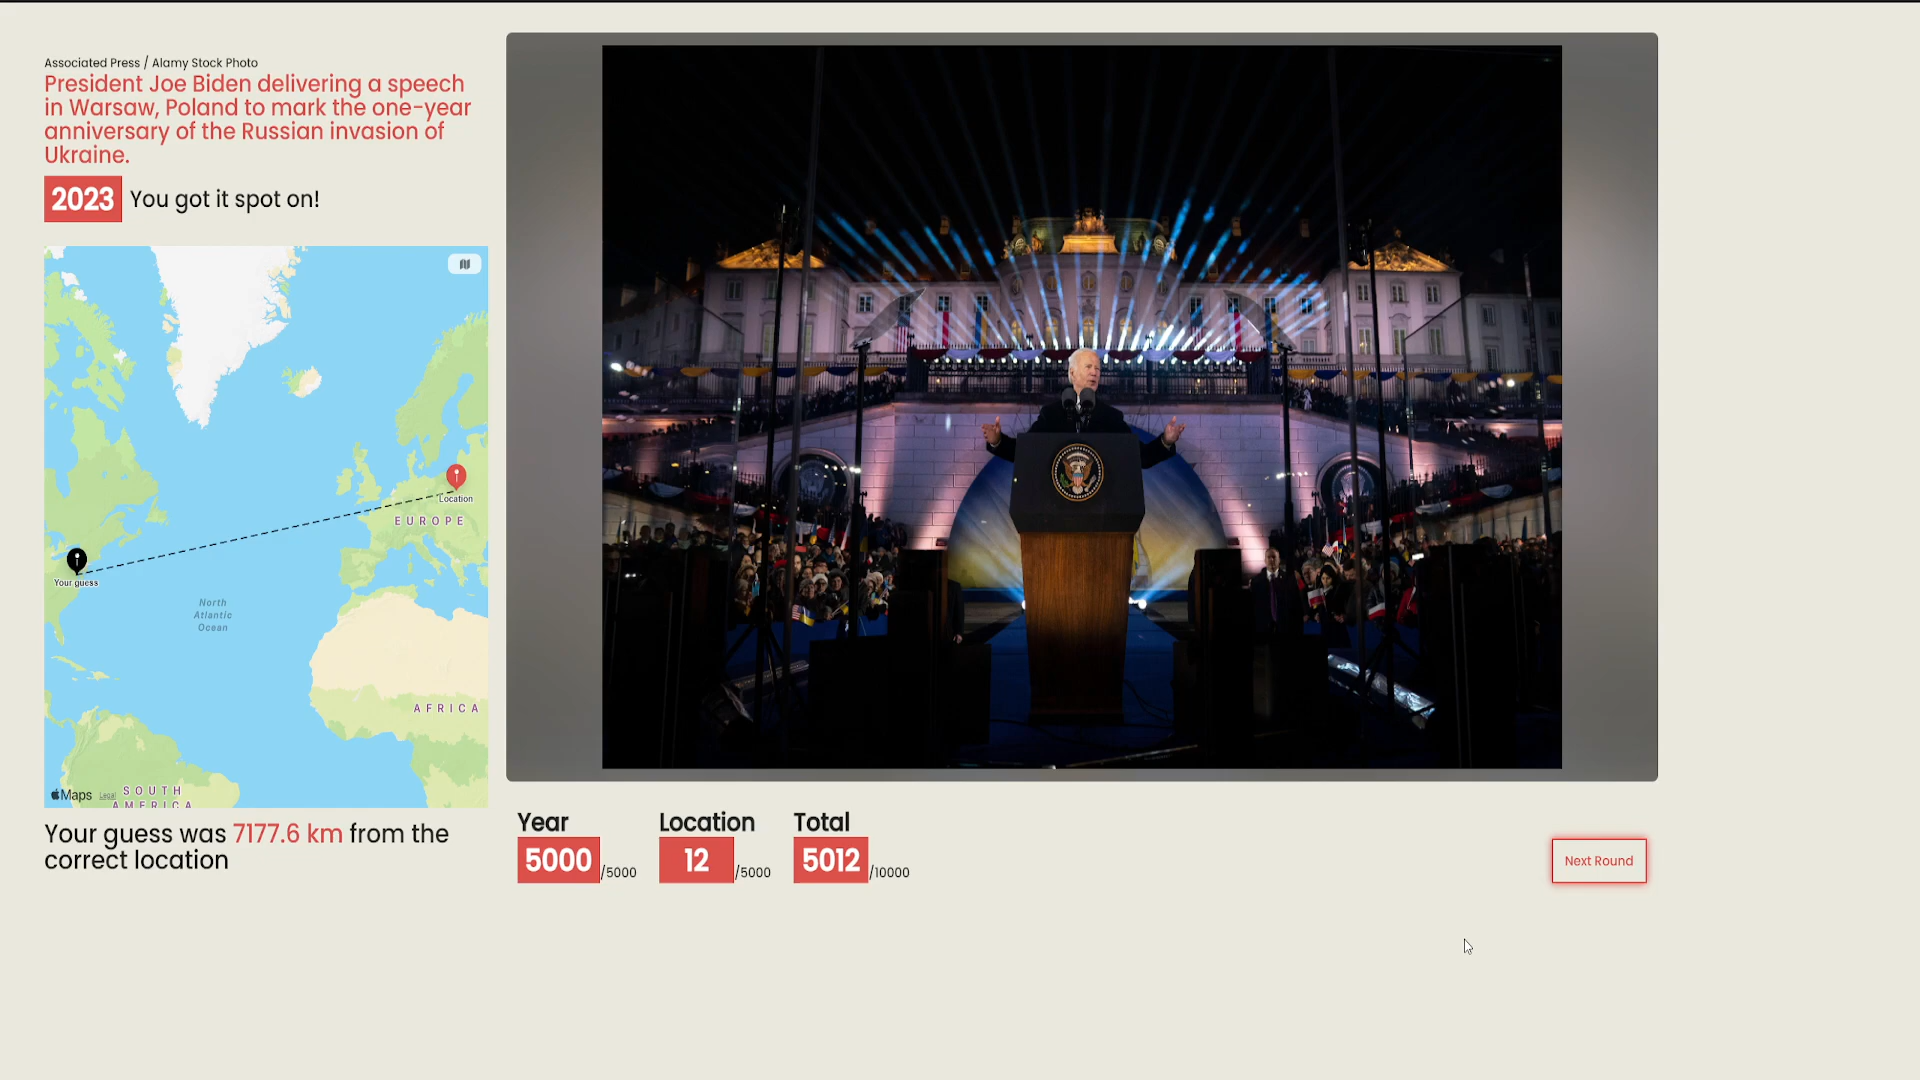 Associated Press / Alamy Stock Photo
President Joe Biden delivering a speech
in Warsaw, Poland to mark the one-year
anniversary of the Russian invasion of
Ukraine.
2023 You got it spot on!
Location
EUROPE
Your guess
North
Atlantic
Ocean
AFRICA
SOUTH
AMERICA
Maps Legal
Your guess was 7177.6 km from the
correct location
Year Location Total
5000/5000 12/5000 5012/10000
Next Round